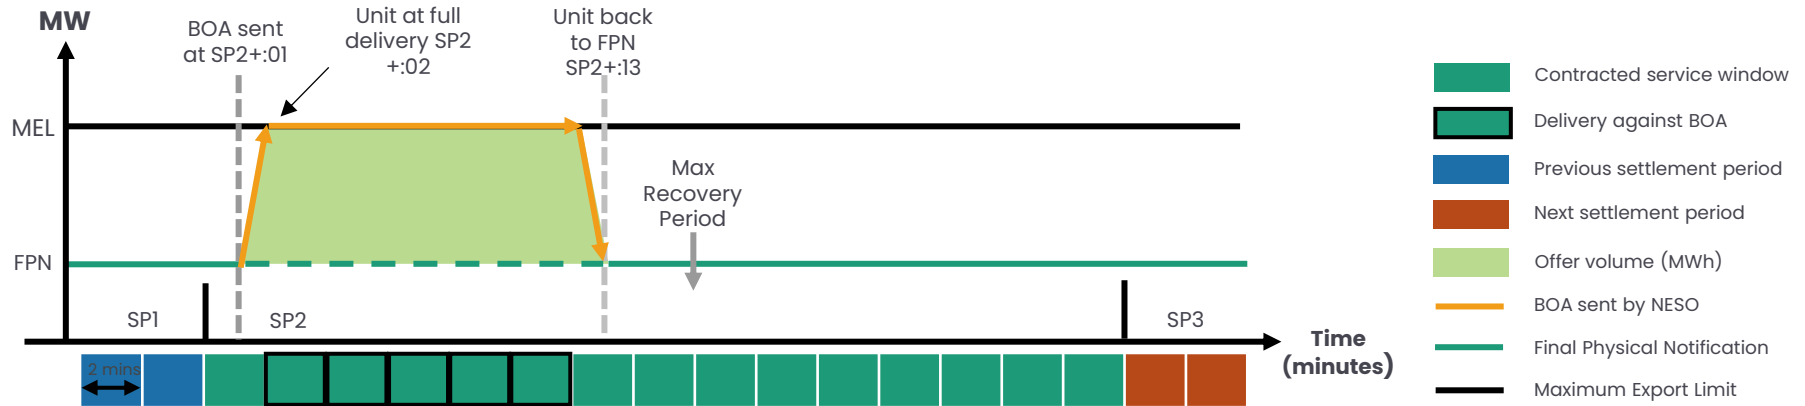 MW
BOA sent
at SP2+:01
Unit at full
delivery SP2
+:02
Unit back
to FPN
SP2+:13
MEL
Max
Recovery
Period
FPN
SP1
SP2
SP3
Time
(minutes)
2 mins
Contracted service window
Delivery against BOA
Previous settlement period
Next settlement period
Offer volume (MWh)
BOA sent by NESO
Final Physical Notification
Maximum Export Limit